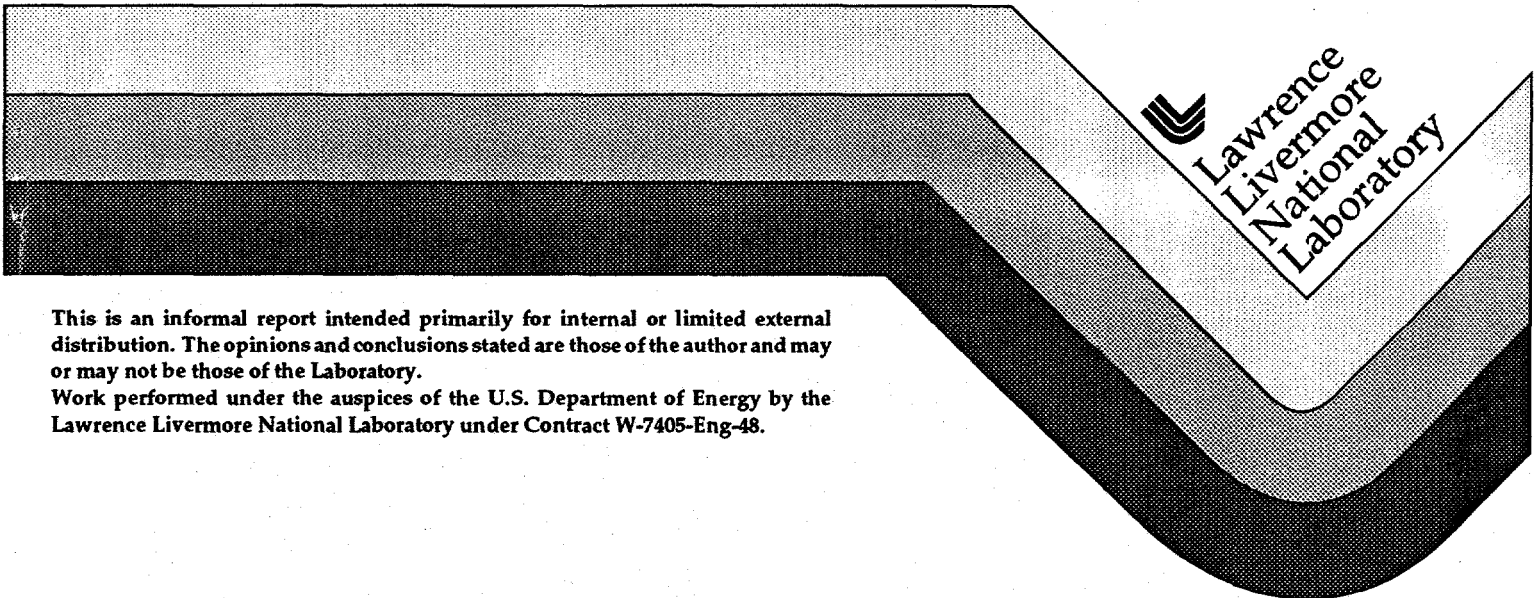 Lawrence
Livermore
National
Laboratory
This is an informal report intended primarily for internal or limited external
distribution. The opinions and conclusions stated are those of the author and may
or may not be those of the Laboratory.
Work performed under the auspices of the U.S. Department of Energy by the
Lawrence Livermore National Laboratory under Contract W-7405-Eng-48.